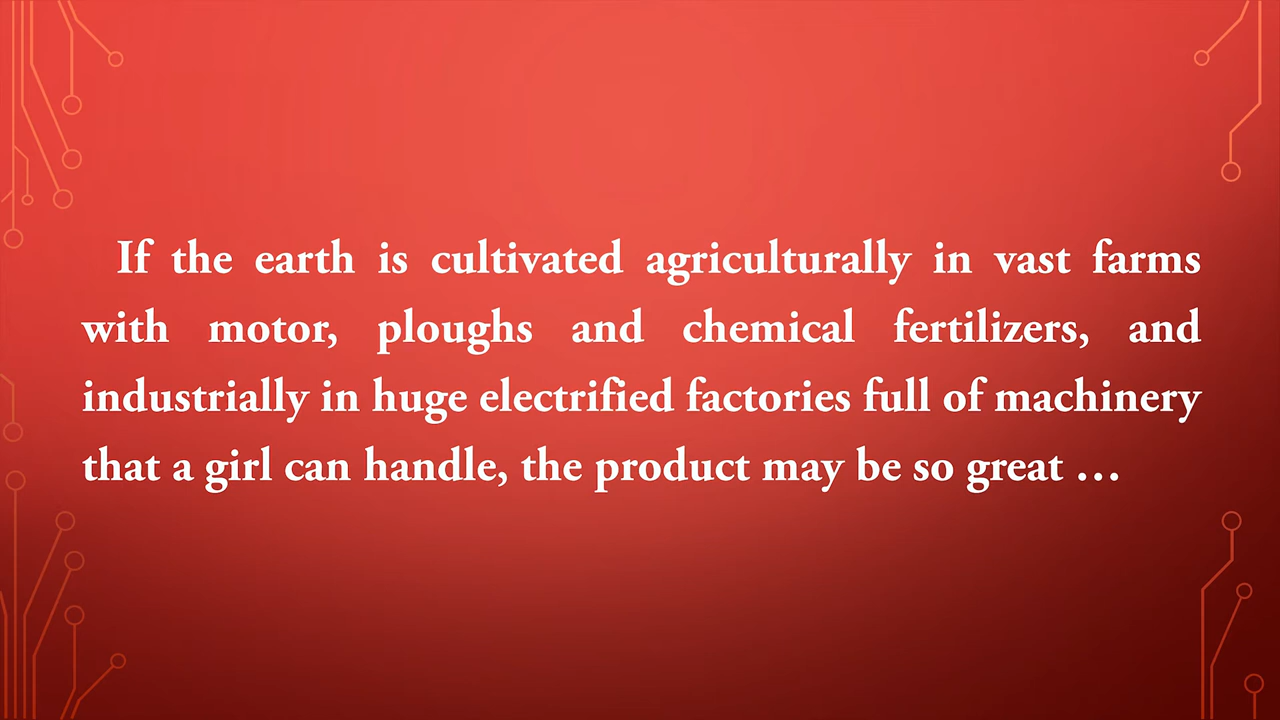 If the earth is cultivated agriculturally in vast farms
with motor, ploughs and chemical fertilizers, and
industrially in huge electrified factories full of machinery
that a girl can handle, the product may be so great …